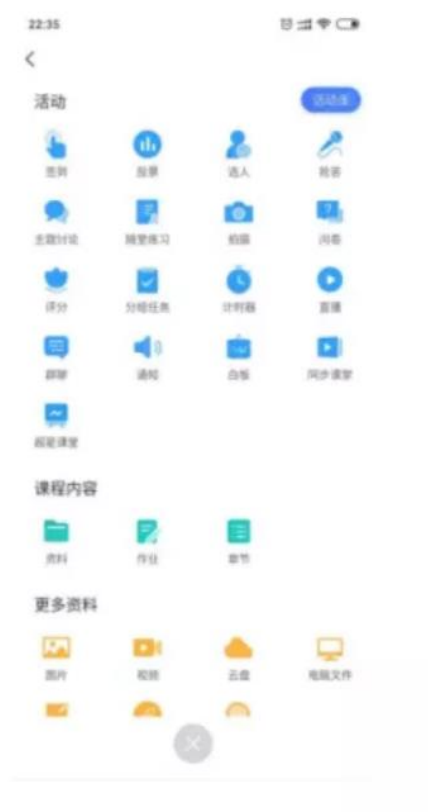 22:35
活动
活动库
签到 投票 选人 抢答
主题讨论 随堂练习 拍摄 问卷
评分 分组任务 计时器 直播
群聊 通知 白板 同步课堂
超星课堂
课程内容
资料 作业 章节
更多资料
图片 视频 云盘 电脑文件